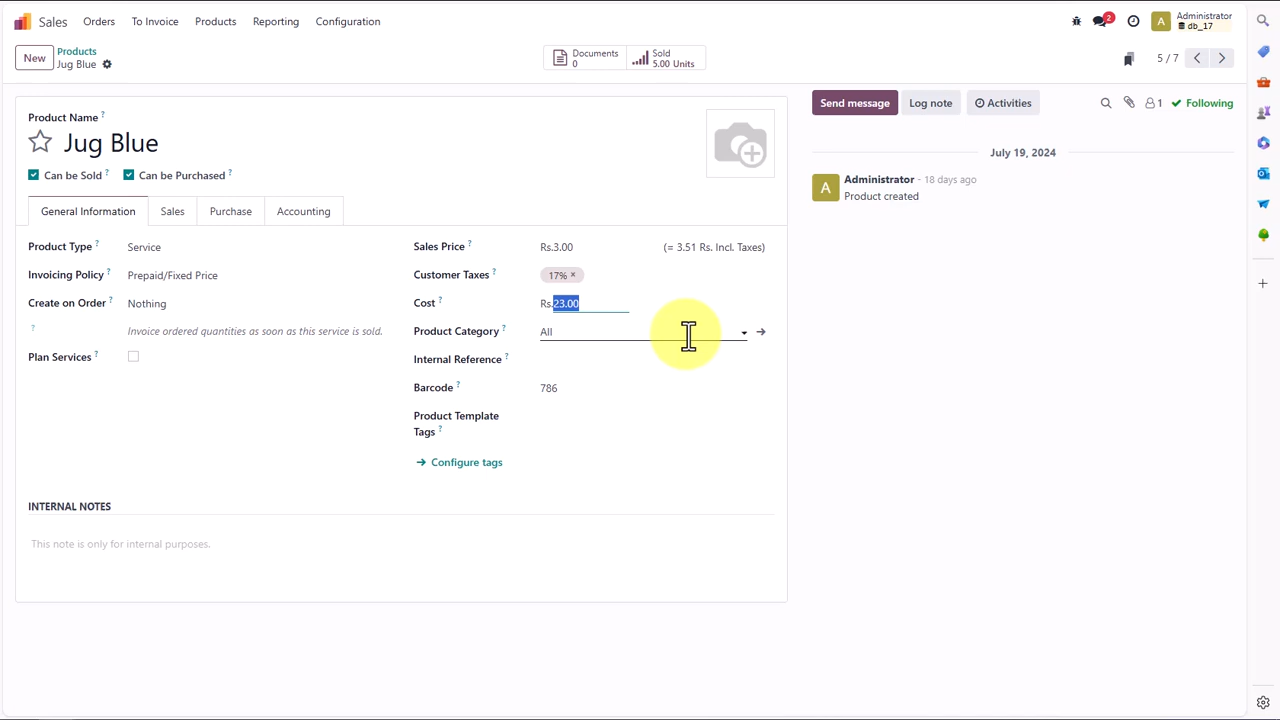 Sales Orders To Invoice Products Reporting Configuration 2 A Administrator
db_17
New Products Documents Sold
Jug Blue 0 5.00 Units 5 / 7
Send message Log note Activities 1 Following
Product Name ?
Jug Blue
Can be Sold ? Can be Purchased ?
General Information Sales Purchase Accounting
Product Type ? Service
Invoicing Policy ? Prepaid/Fixed Price
Create on Order ? Nothing
? Invoice ordered quantities as soon as this service is sold.
Plan Services ?
Sales Price ? Rs.3.00 (= 3.51 Rs. Incl. Taxes)
Customer Taxes ? 17% ×
Cost ? Rs.23.00
Product Category ? All
Internal Reference ?
Barcode ? 786
Product Template
Tags ?
Configure tags
INTERNAL NOTES
This note is only for internal purposes.
July 19, 2024
A Administrator - 18 days ago
Product created